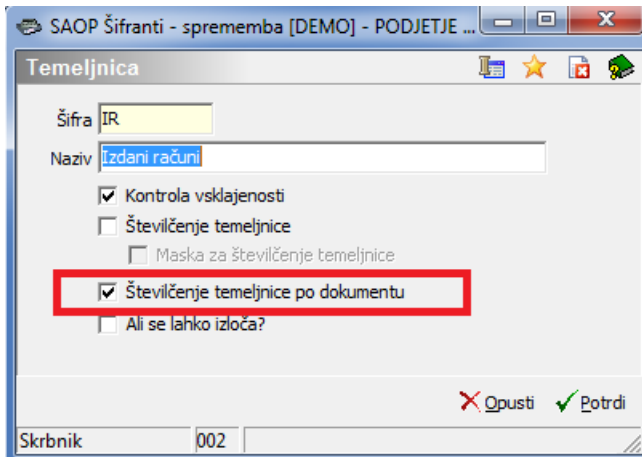 SAOP Šifranti - sprememba [DEMO] - PODJETJE ...
Temeljnica
Šifra IR
Naziv Izdani računi
Kontrola vsklajenosti
Številčenje temeljnice
Maska za številčenje temeljnice
Številčenje temeljnice po dokumentu
Ali se lahko izloča?
Opusti Potrdi
Skrbnik 002